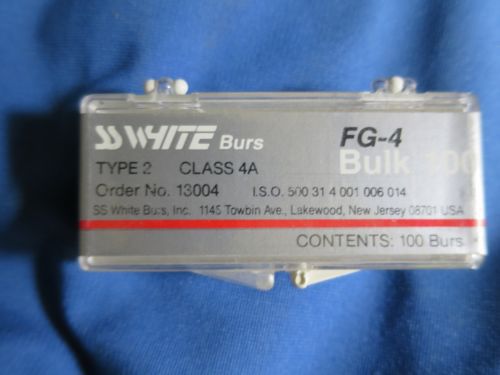 SS WHITE Burs FG-4
Bulk 100
TYPE 2 CLASS 4A
Order No. 13004 I.S.O. 500 31 4 001 006 014
SS White Burs, Inc. 1145 Towbin Ave., Lakewood, New Jersey 08701 USA
CONTENTS: 100 Burs